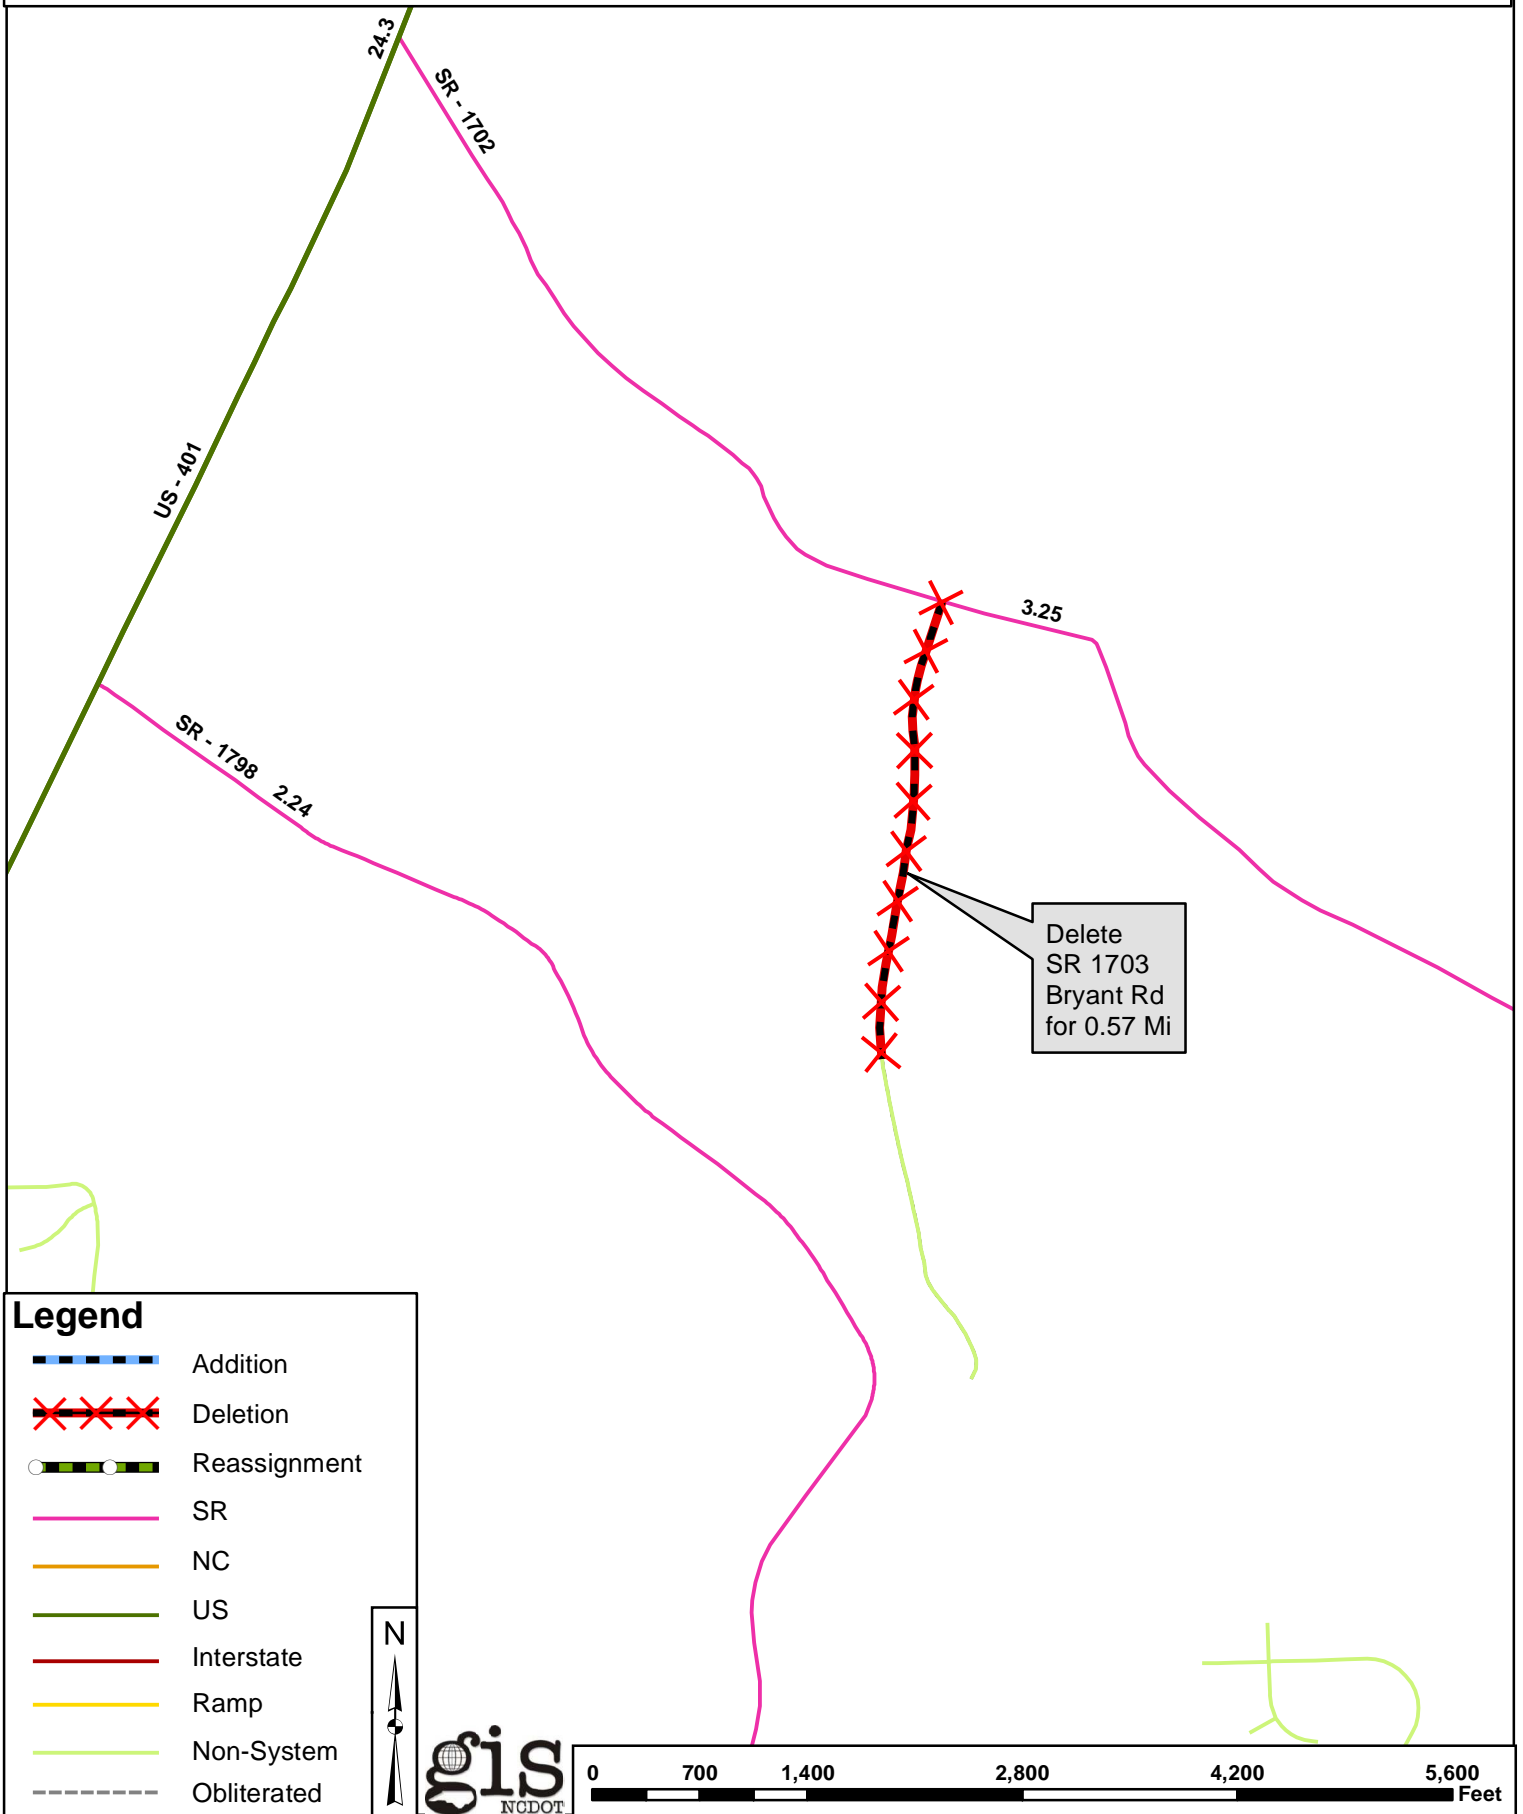 24.3
SR - 1702
US - 401
3.25
SR - 1798
2.24
Delete
SR 1703
Bryant Rd
for 0.57 Mi
Legend
Addition
Deletion
Reassignment
SR
NC
US
Interstate
Ramp
Non-System
Obliterated
N
gis
NCDOT
0 700 1,400 2,800 4,200 5,600
Feet